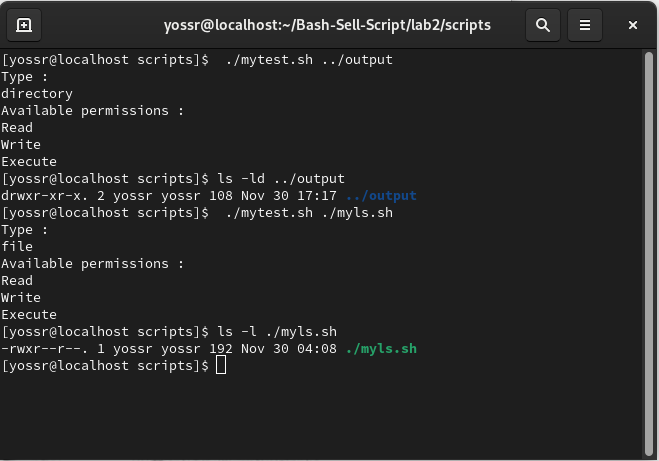 yossr@localhost:~/Bash-Sell-Script/lab2/scripts
[yossr@localhost scripts]$  ./mytest.sh ../output
Type :
directory
Available permissions :
Read
Write
Execute
[yossr@localhost scripts]$ ls -ld ../output
drwxr-xr-x. 2 yossr yossr 108 Nov 30 17:17 ../output
[yossr@localhost scripts]$  ./mytest.sh ./myls.sh
Type :
file
Available permissions :
Read
Write
Execute
[yossr@localhost scripts]$ ls -l ./myls.sh
-rwxr--r--. 1 yossr yossr 192 Nov 30 04:08 ./myls.sh
[yossr@localhost scripts]$